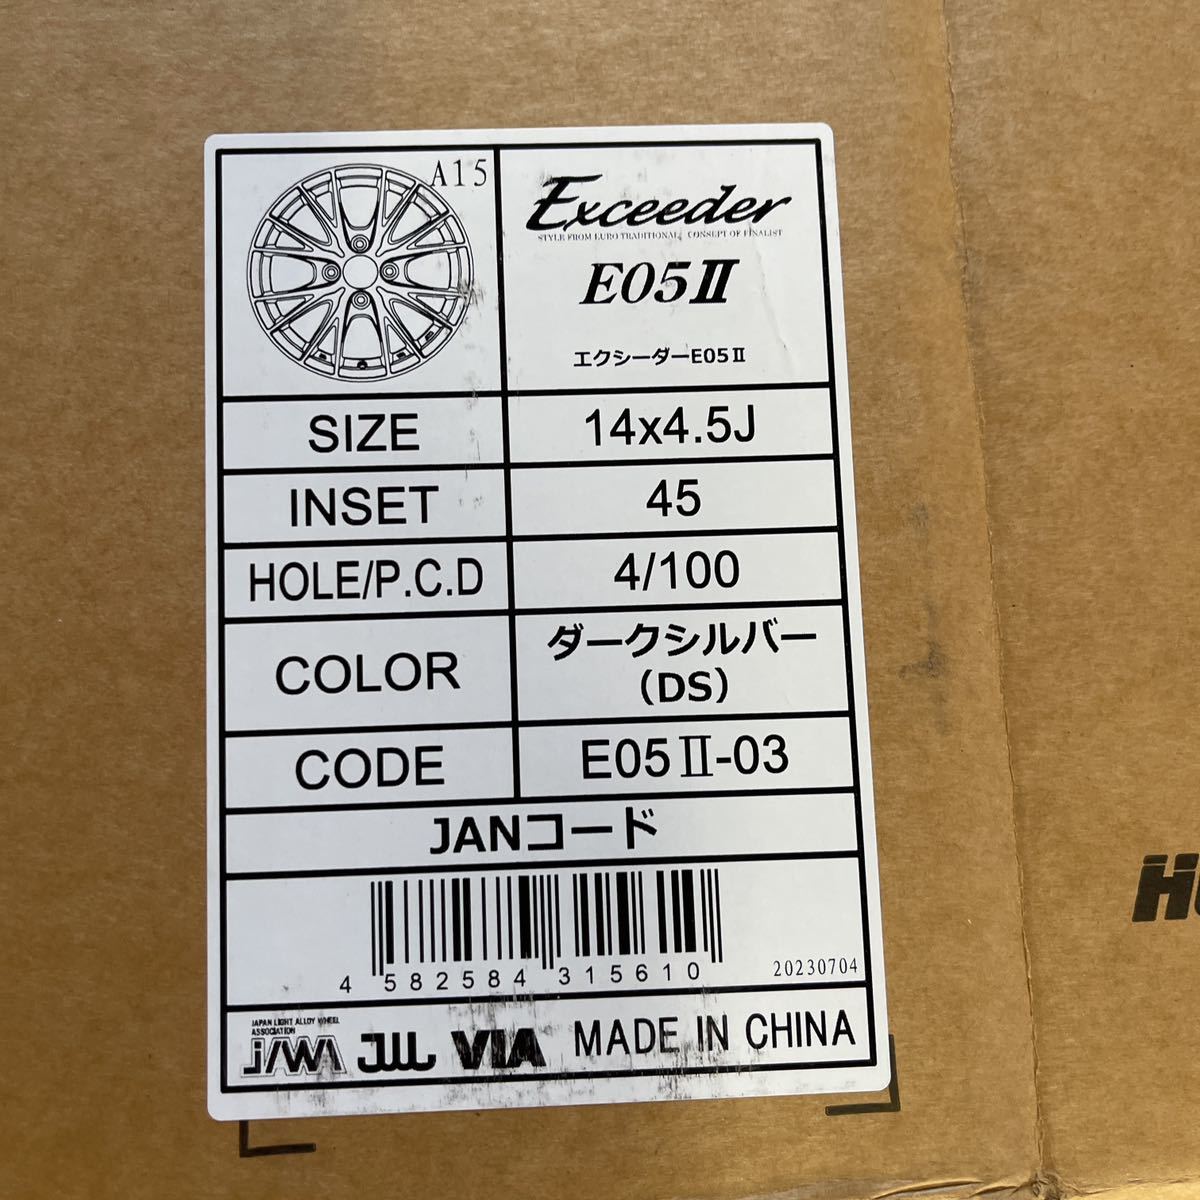 A15
Exceeder
STYLE FROM EURO TRADITIONAL, CONSEPT OF FINALIST
E05Ⅱ
エクシーダーE05Ⅱ
SIZE 14x4.5J
INSET 45
HOLE/P.C.D 4/100
COLOR ダークシルバー
(DS)
CODE E05Ⅱ-03
JANコード
4 582584 315610
20230704
JAPAN LIGHT ALLOY WHEEL
ASSOCIATION
JAWA JWL VIA MADE IN CHINA